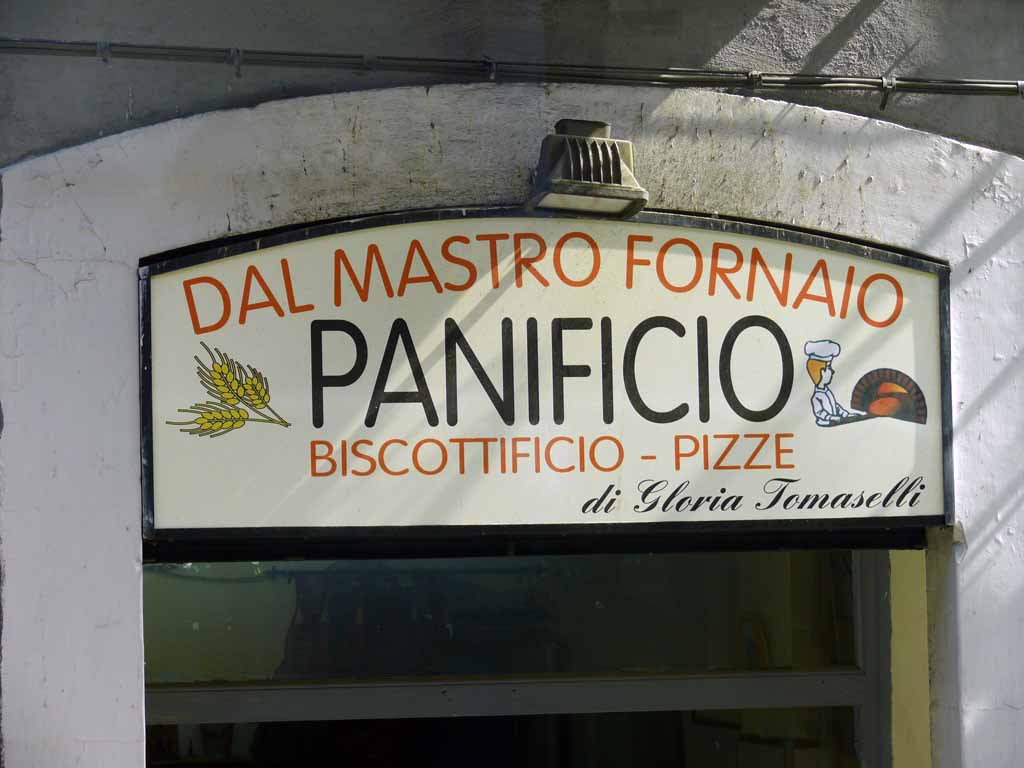 DAL MASTRO FORNAIO
PANIFICIO
BISCOTTIFICIO - PIZZE
di Gloria Tomaselli